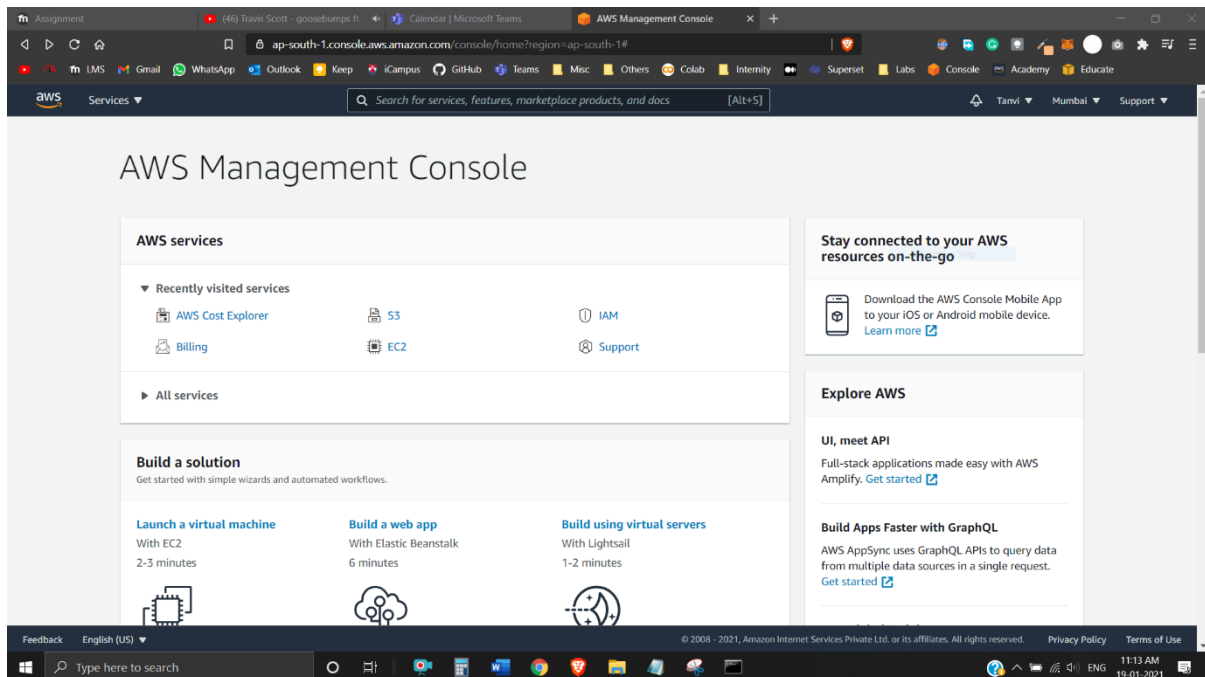 Assignment
(46) Travis Scott - goosebumps ft.
Calendar | Microsoft Teams
AWS Management Console
ap-south-1.console.aws.amazon.com/console/home?region=ap-south-1#
LMS
Gmail
WhatsApp
Outlook
Keep
iCampus
GitHub
Teams
Misc
Others
Colab
Internity
Superset
Labs
Console
Academy
Educate
aws
Services
Search for services, features, marketplace products, and docs
[Alt+S]
Tanvi
Mumbai
Support
AWS Management Console
AWS services
Recently visited services
AWS Cost Explorer
S3
IAM
Billing
EC2
Support
All services
Build a solution
Get started with simple wizards and automated workflows.
Launch a virtual machine
With EC2
2-3 minutes
Build a web app
With Elastic Beanstalk
6 minutes
Build using virtual servers
With Lightsail
1-2 minutes
Stay connected to your AWS
resources on-the-go
Download the AWS Console Mobile App
to your iOS or Android mobile device.
Learn more
Explore AWS
UI, meet API
Full-stack applications made easy with AWS
Amplify. Get started
Build Apps Faster with GraphQL
AWS AppSync uses GraphQL APIs to query data
from multiple data sources in a single request.
Get started
Feedback
English (US)
© 2008 - 2021, Amazon Internet Services Private Ltd. or its affiliates. All rights reserved.
Privacy Policy
Terms of Use
Type here to search
ENG
11:13 AM
19-01-2021